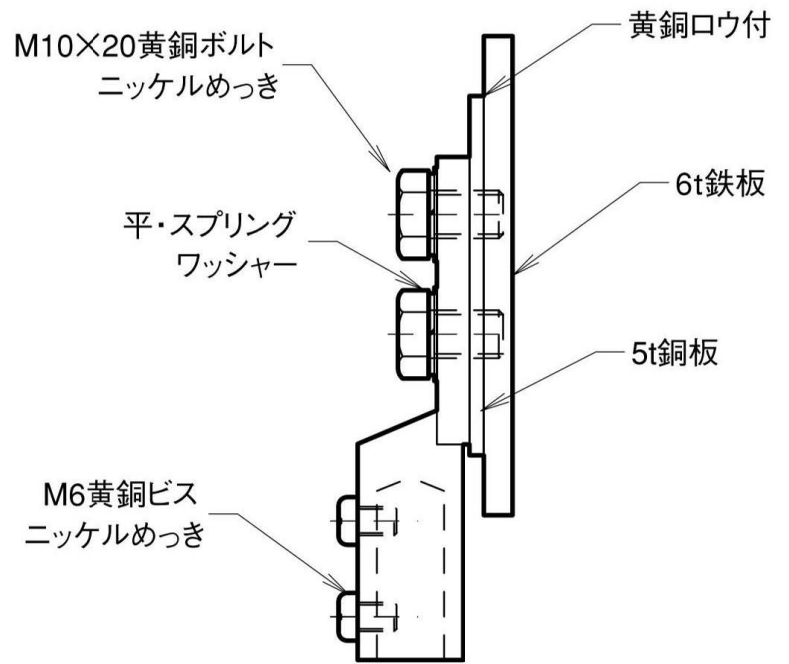 黄銅ロウ付
M10×20黄銅ボルト
ニッケルめっき
6t鉄板
平・スプリング
ワッシャー
5t銅板
M6黄銅ビス
ニッケルめっき